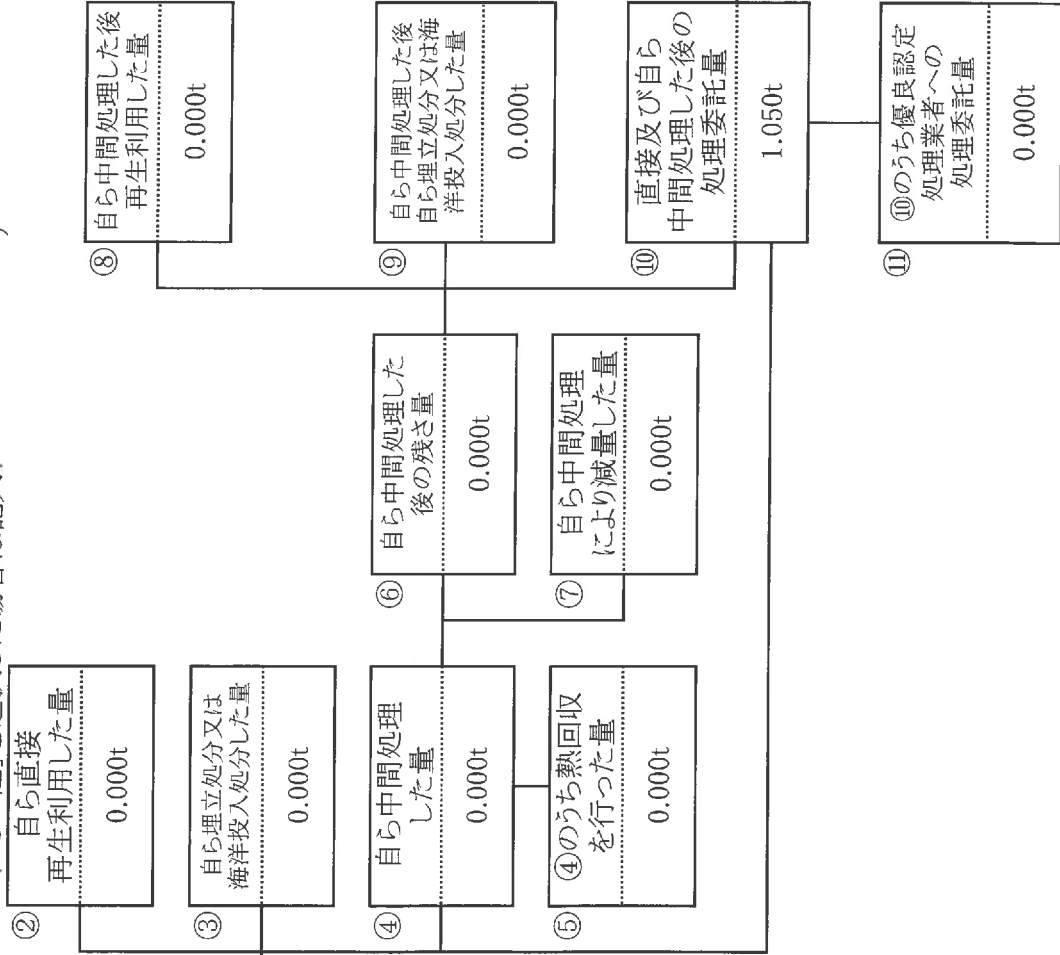 ②
自ら直接
再生利用した量
0.000t
③
自ら埋立処分又は
海洋投入処分した量
0.000t
④
自ら中間処理
した量
0.000t
⑤
④のうち熱回収
を行った量
0.000t
⑥
自ら中間処理した
後の残さ量
0.000t
⑦
自ら中間処理
により減量した量
0.000t
⑧
自ら中間処理した後
再生利用した量
0.000t
⑨
自ら中間処理した後
自ら埋立処分又は海
洋投入処分した量
0.000t
⑩
直接及び自ら
中間処理した後の
処理委託量
1.050t
⑪
⑩のうち優良認定
処理業者への
処理委託量
0.000t